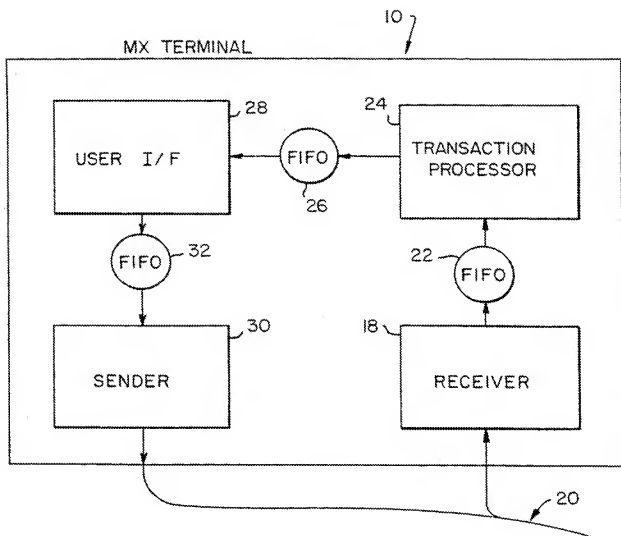 10
MX TERMINAL
28
USER I/F
FIFO
26
24
TRANSACTION
PROCESSOR
FIFO
32
22
FIFO
30
SENDER
18
RECEIVER
20